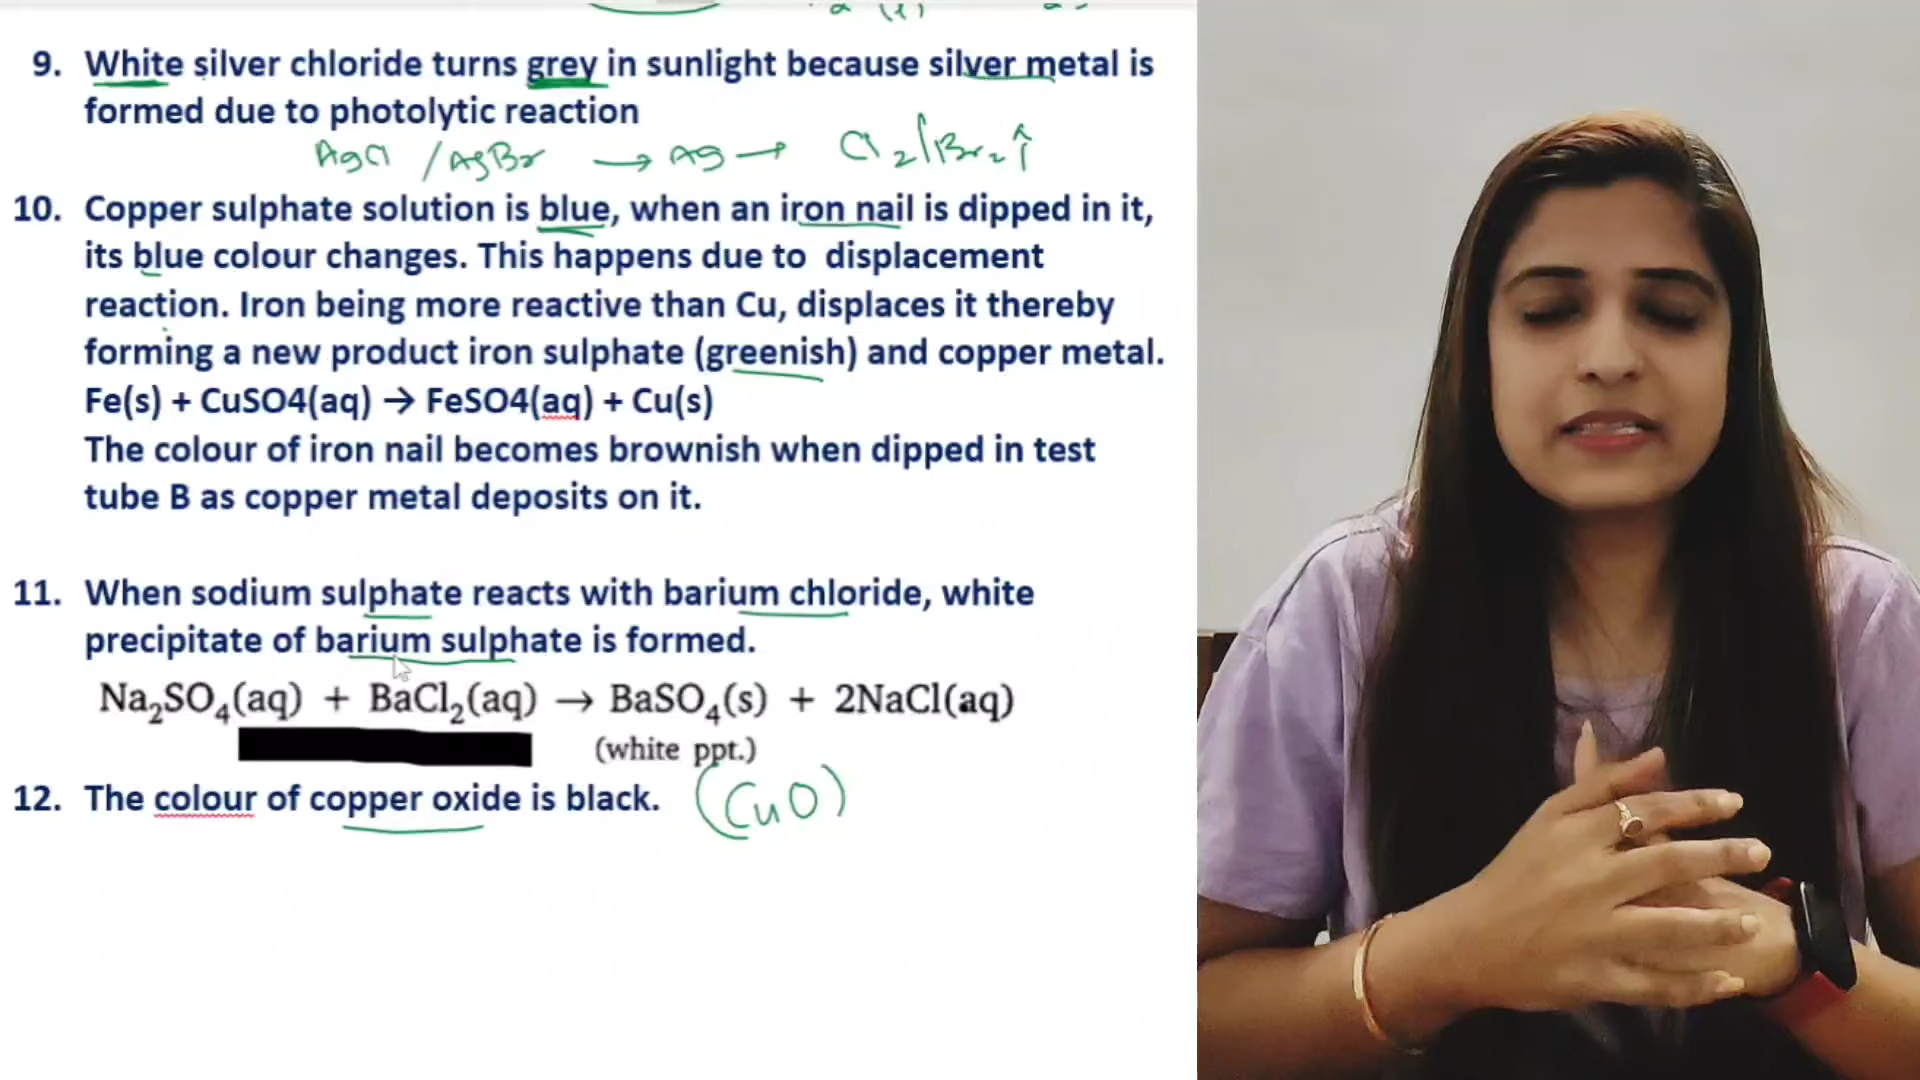 9. White silver chloride turns grey in sunlight because silver metal is
formed due to photolytic reaction
AgCl / AgBr → Ag → Cl₂/Br₂↑
10. Copper sulphate solution is blue, when an iron nail is dipped in it,
its blue colour changes. This happens due to displacement
reaction. Iron being more reactive than Cu, displaces it thereby
forming a new product iron sulphate (greenish) and copper metal.
Fe(s) + CuSO4(aq) → FeSO4(aq) + Cu(s)
The colour of iron nail becomes brownish when dipped in test
tube B as copper metal deposits on it.
11. When sodium sulphate reacts with barium chloride, white
precipitate of barium sulphate is formed.
Na₂SO₄(aq) + BaCl₂(aq) → BaSO₄(s) + 2NaCl(aq)
(white ppt.)
12. The colour of copper oxide is black. (CuO)